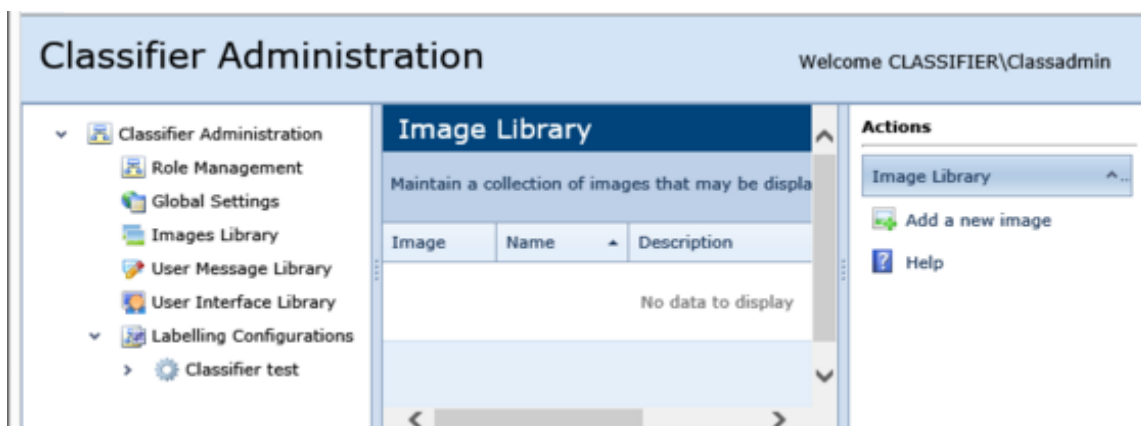 Classifier Administration
Welcome CLASSIFIER\Classadmin
Classifier Administration
Role Management
Global Settings
Images Library
User Message Library
User Interface Library
Labelling Configurations
Classifier test
Image Library
Maintain a collection of images that may be displa
Image Name Description
No data to display
Actions
Image Library ...
Add a new image
Help